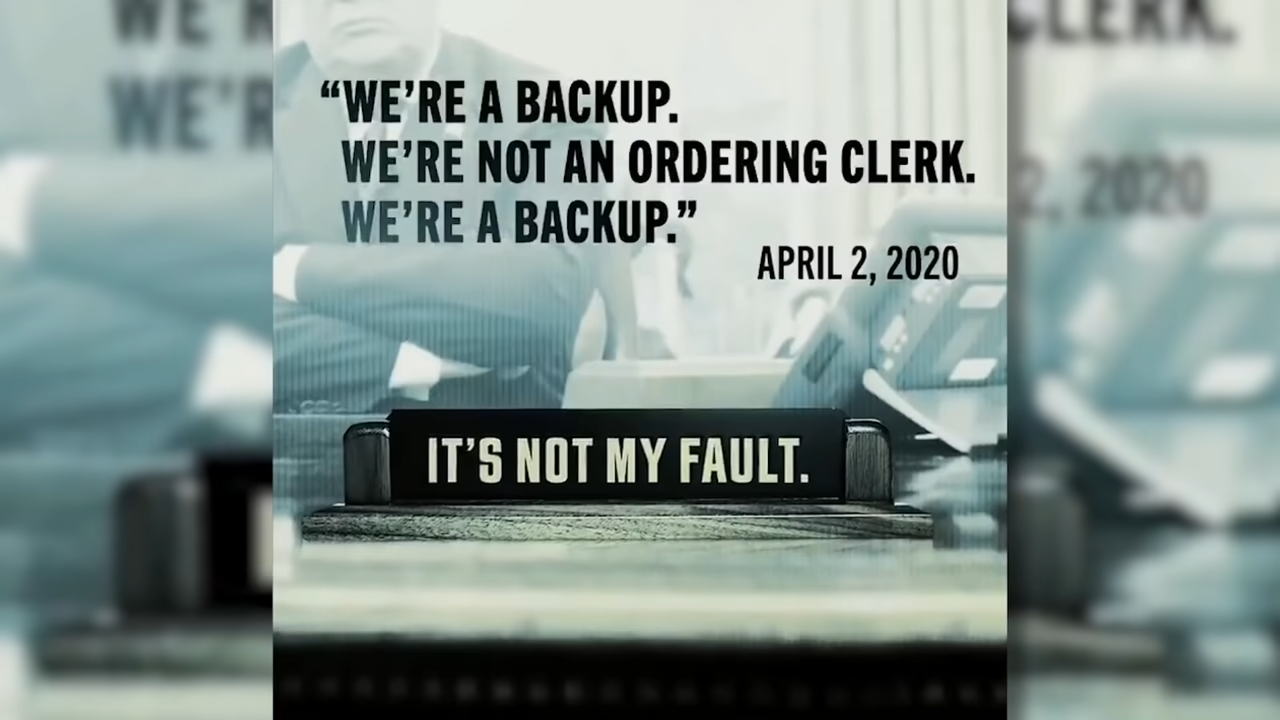 “WE’RE A BACKUP.
WE’RE NOT AN ORDERING CLERK.
WE’RE A BACKUP.”
APRIL 2, 2020
IT’S NOT MY FAULT.